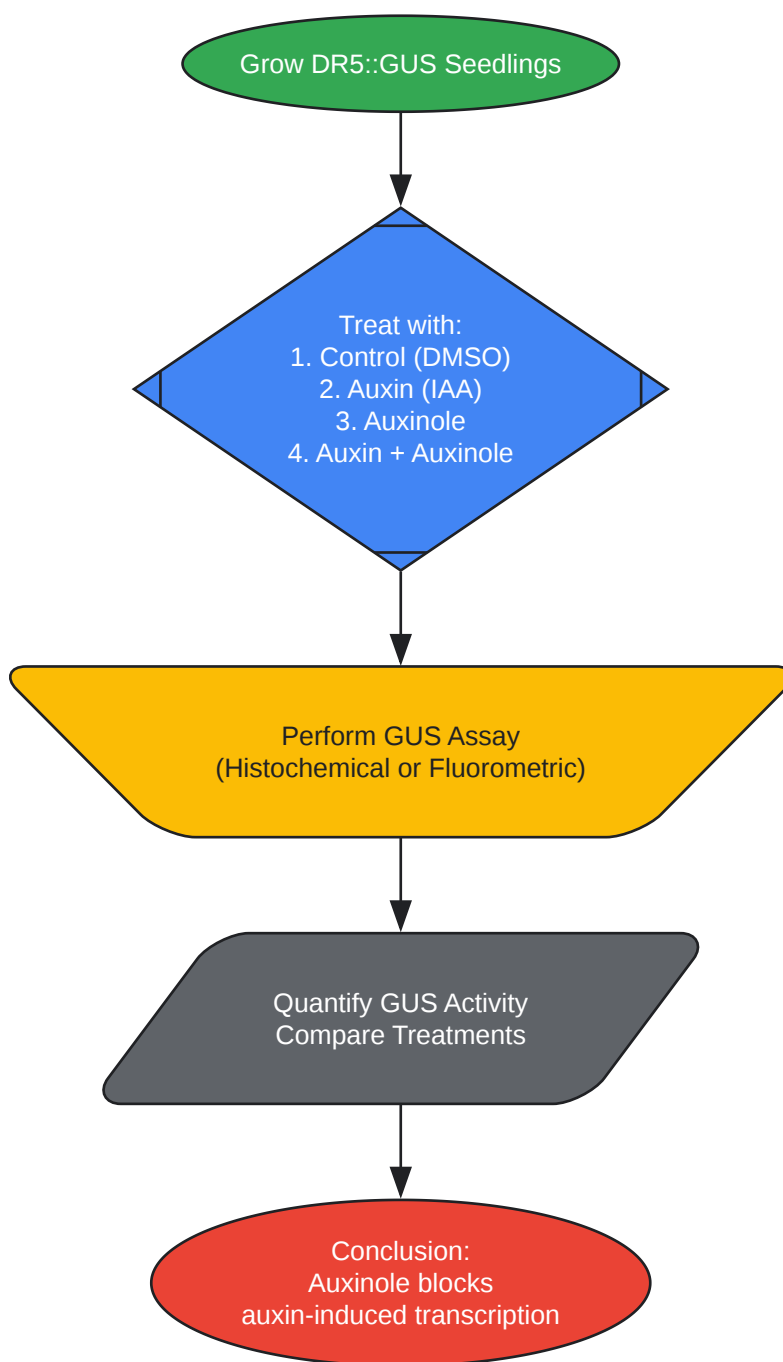 Grow DR5::GUS Seedlings
Treat with:
1. Control (DMSO)
2. Auxin (IAA)
3. Auxinole
4. Auxin + Auxinole
Perform GUS Assay
(Histochemical or Fluorometric)
Quantify GUS Activity
Compare Treatments
Conclusion:
Auxinole blocks
auxin-induced transcription